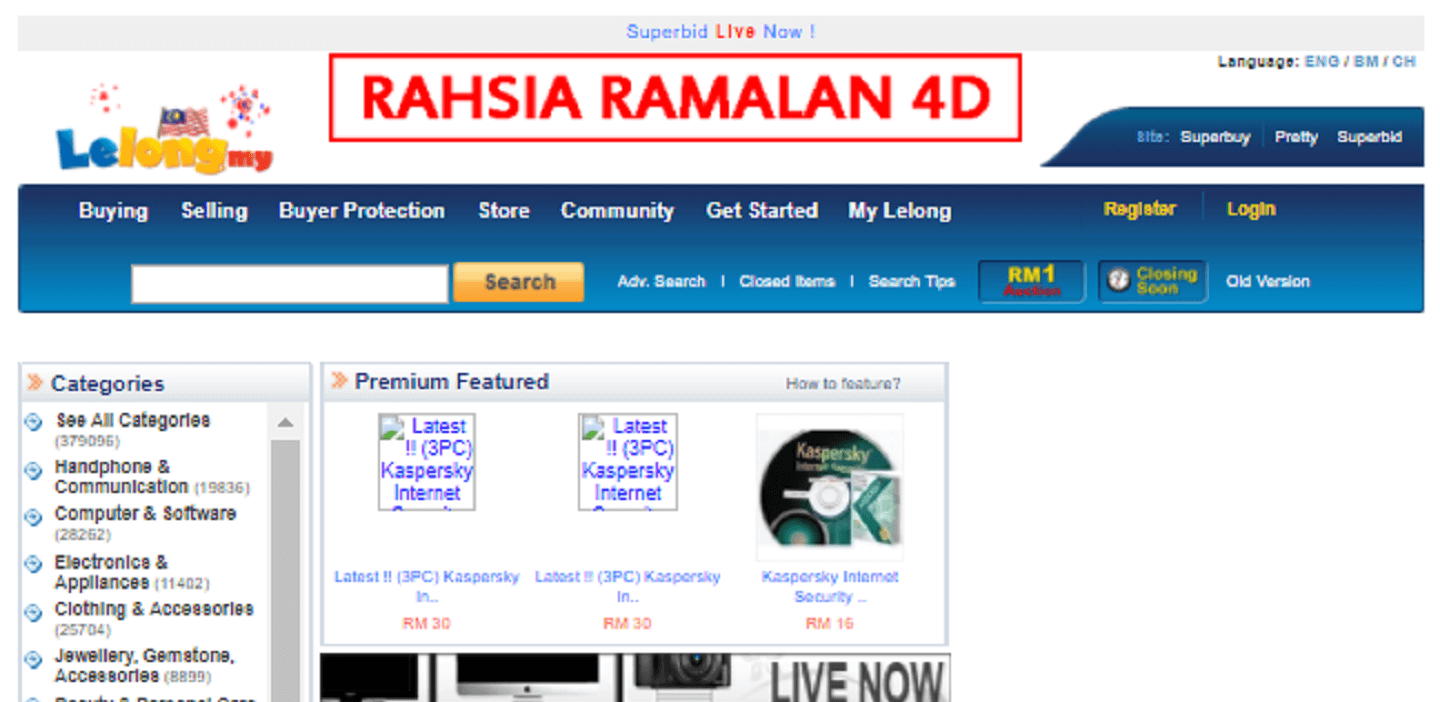 Superbid Live Now !
RAHSIA RAMALAN 4D
Language: ENG / BM / CH
Lelong my
Site: Superbuy Pretty Superbid
Buying Selling Buyer Protection Store Community Get Started My Lelong Register Login
Search Adv. Search | Closed Items | Search Tips RM1 Auction Closing Soon Old Version
Categories
See All Categories
(379096)
Handphone &
Communication (19836)
Computer & Software
(28262)
Electronics &
Appliances (11402)
Clothing & Accessories
(25704)
Jewellery, Gemstone,
Accessories (8899)
Beauty & Personal Care
Premium Featured How to feature?
Latest
!! (3PC)
Kaspersky
Internet
Latest
!! (3PC)
Kaspersky
Internet
Kaspersky
Internet Security
Latest !! (3PC) Kaspersky
In..
RM 30
Latest !! (3PC) Kaspersky
In..
RM 30
Kaspersky Internet
Security ..
RM 16
LIVE NOW